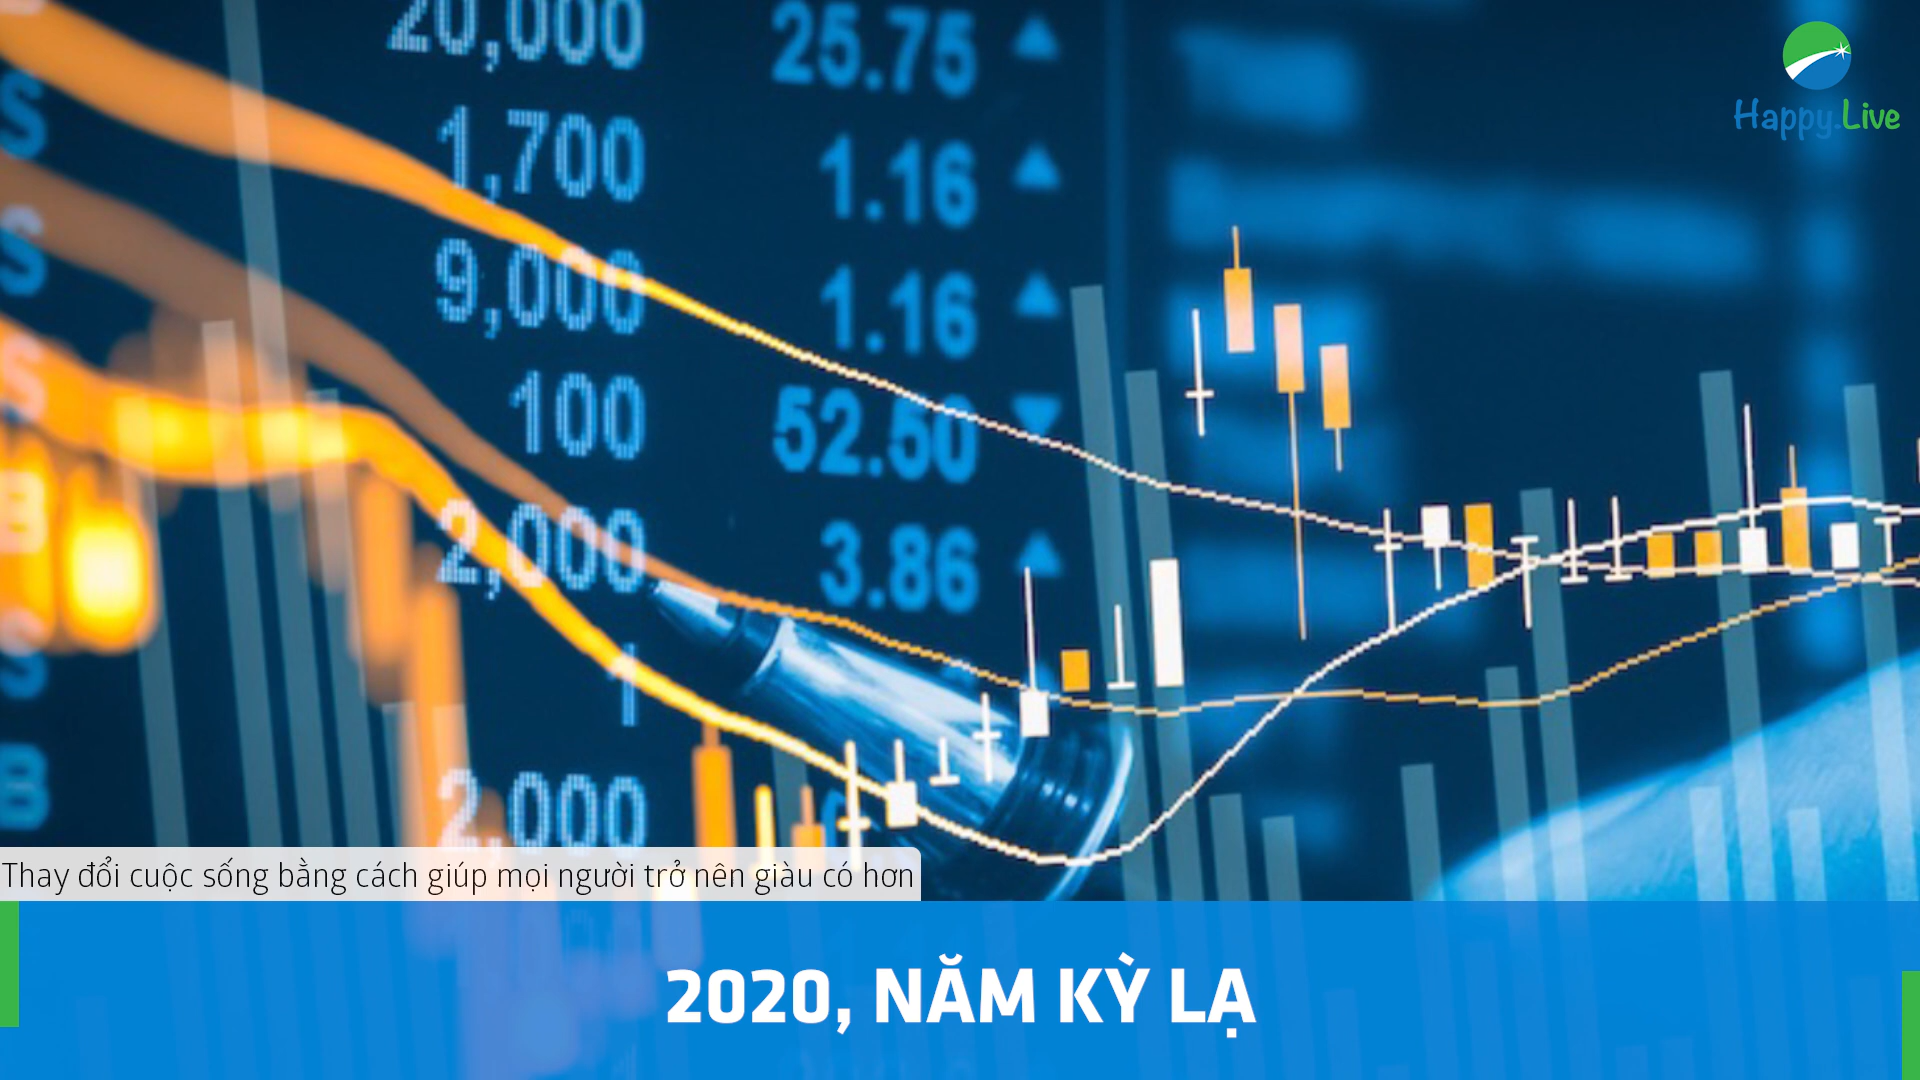 20,000 25.75
Happy.Live
1,700 1.16
S
9,000 1.16
S
100 52.50
S
2,000 3.86
B
S
1
B
2,000
Thay đổi cuộc sống bằng cách giúp mọi người trở nên giàu có hơn
2020, NĂM KỲ LẠ